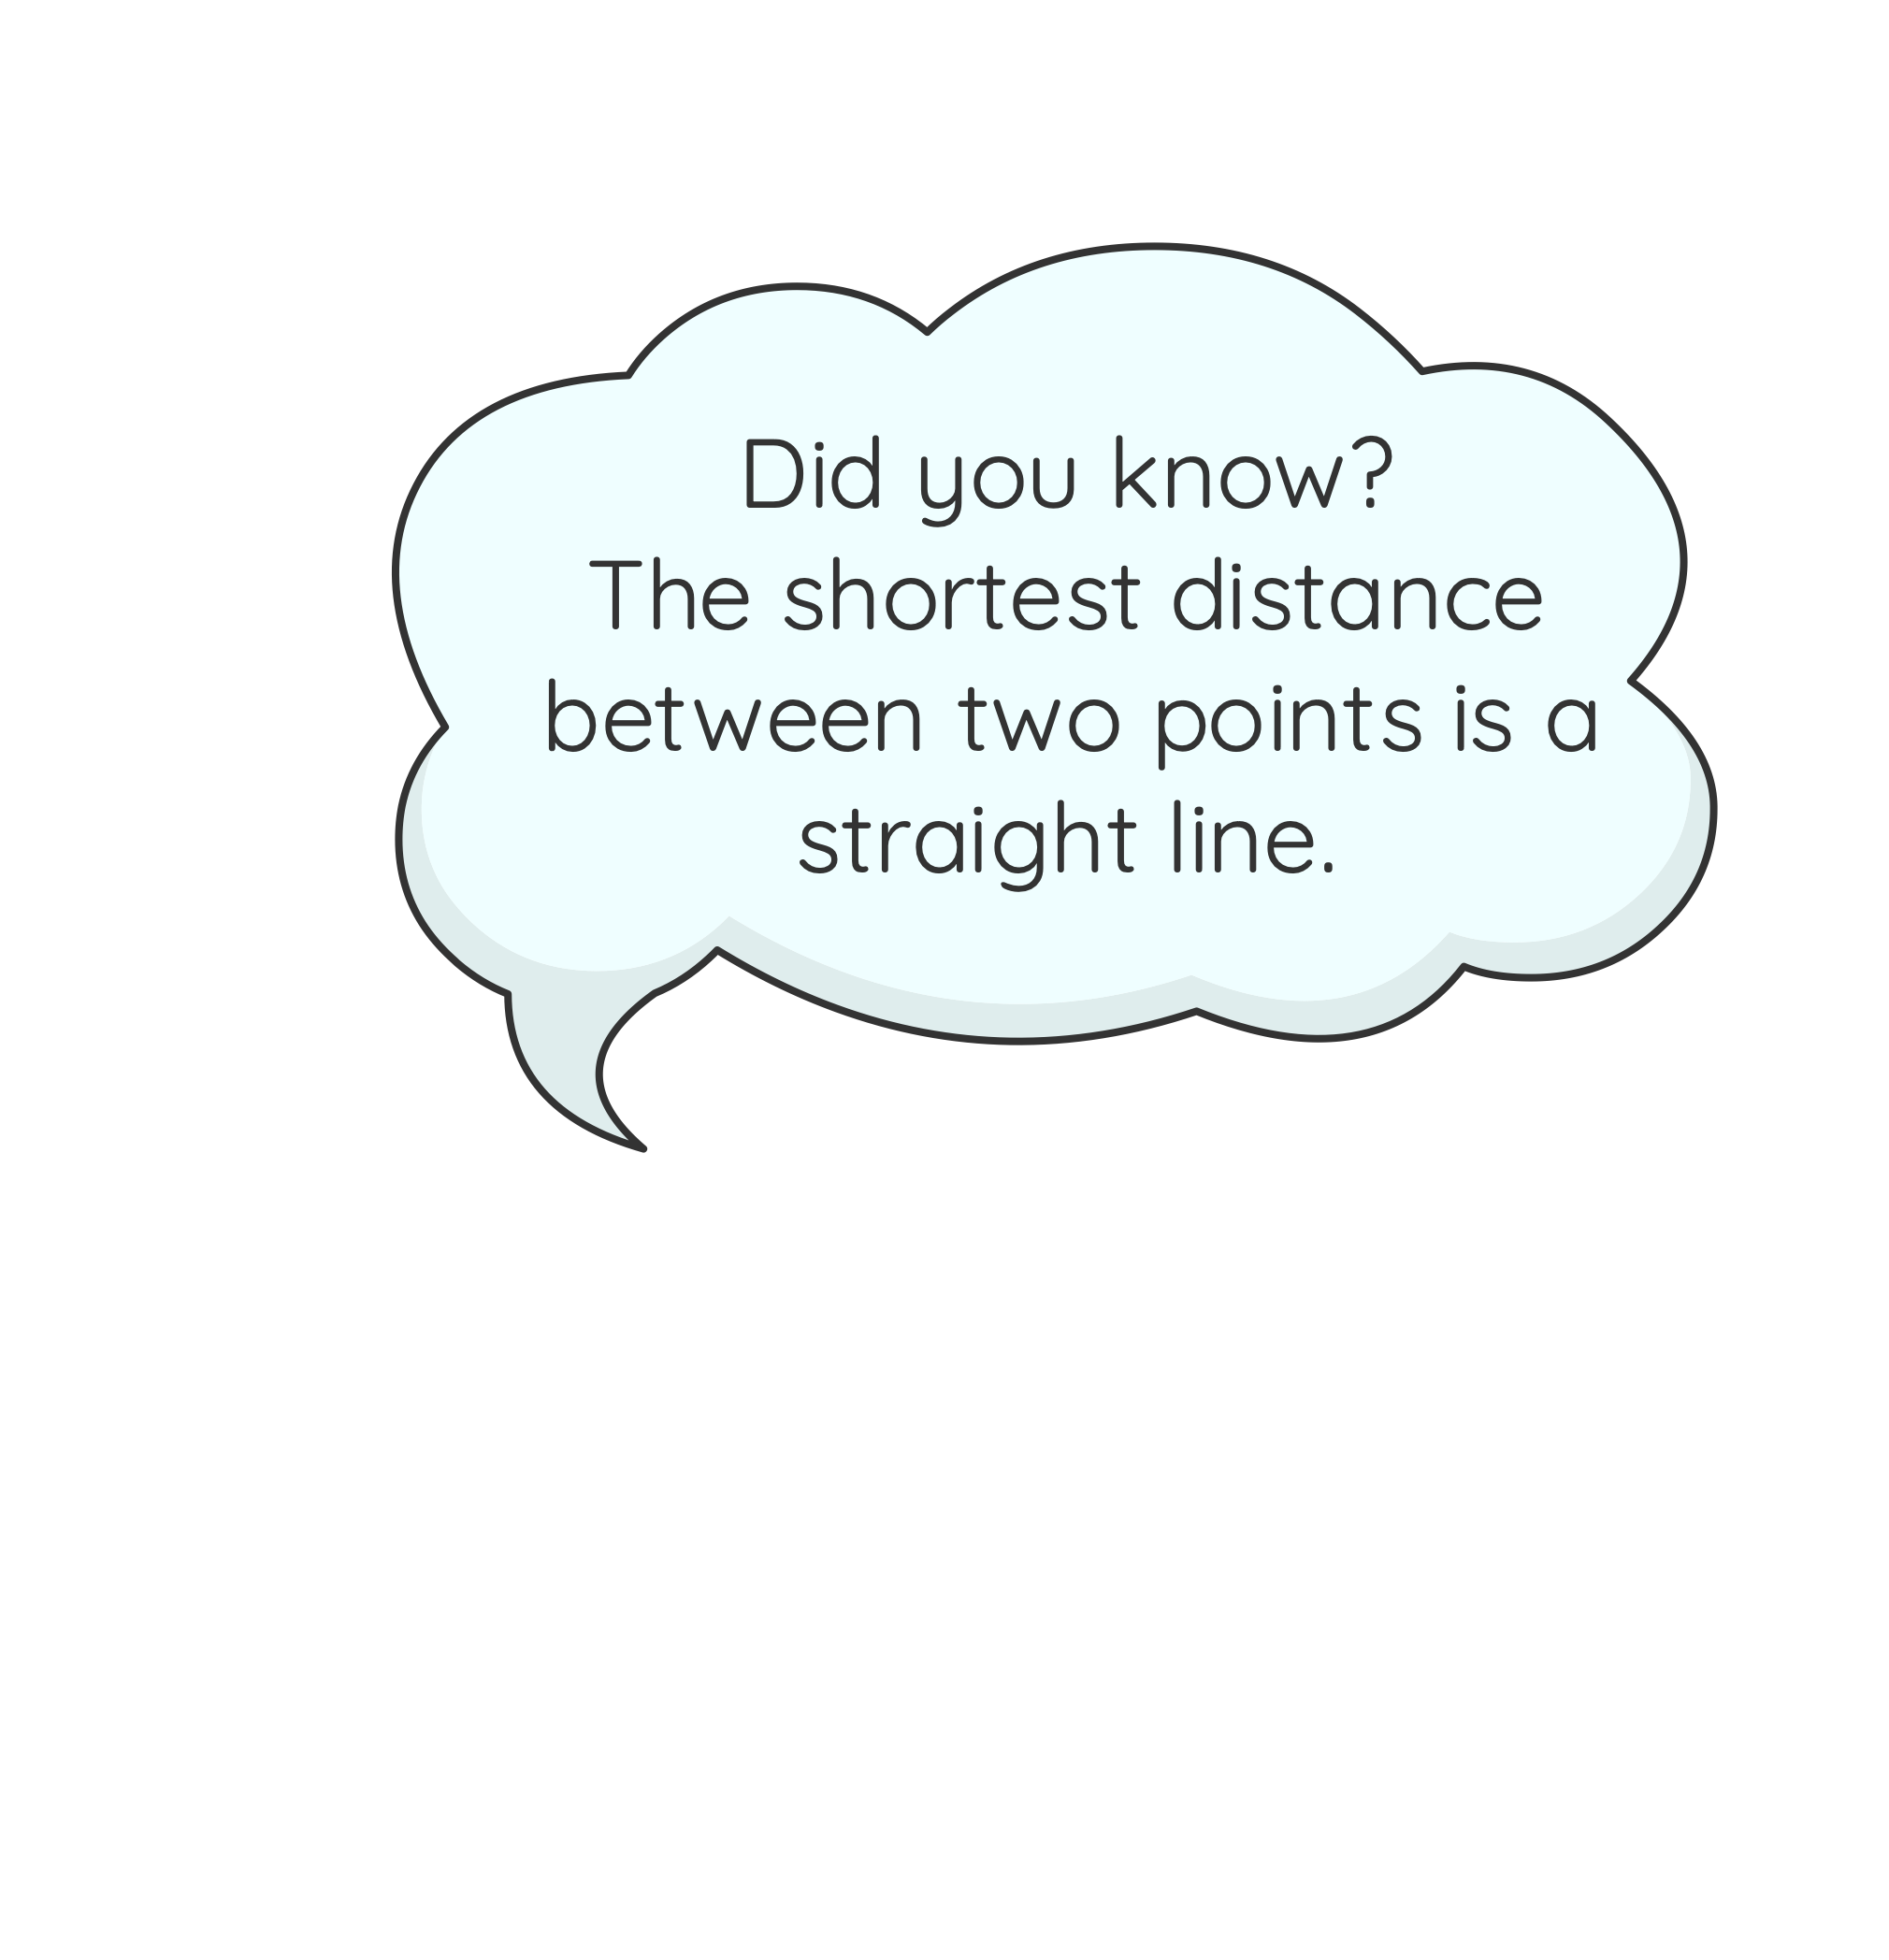 Did you know?
The shortest distance
between two points is a
straight line.